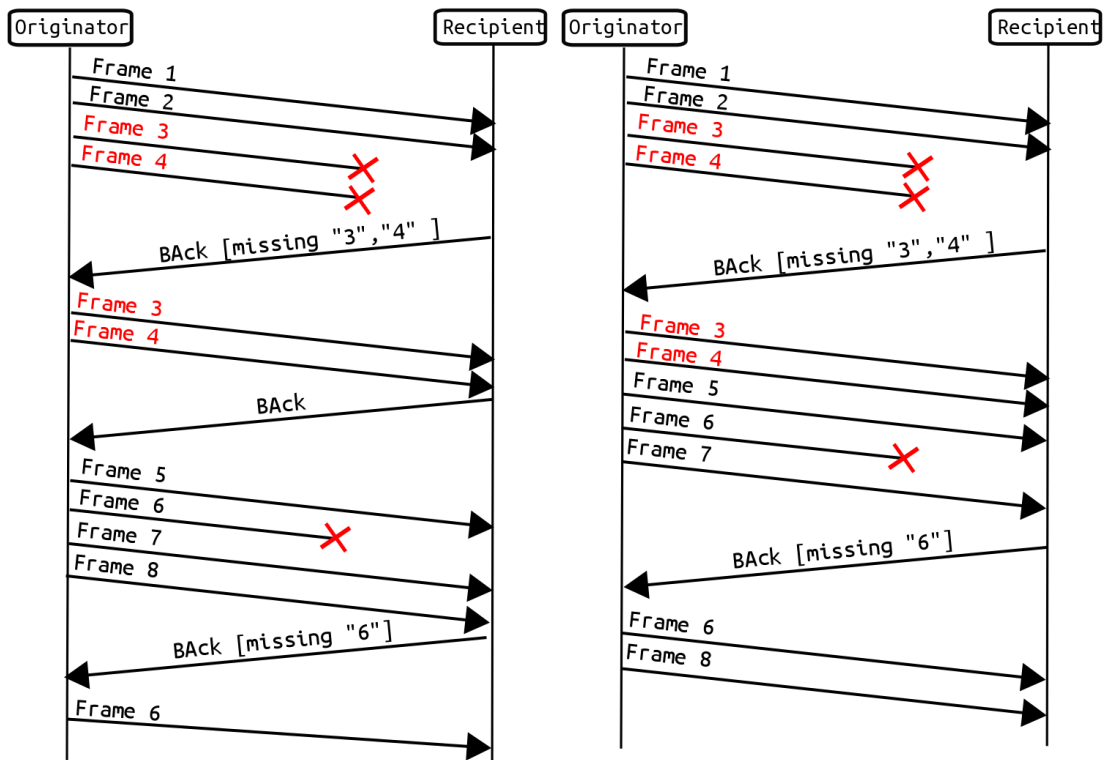 Originator
Recipient
Frame 1
Frame 2
Frame 3
Frame 4
BAck [missing "3","4" ]
Frame 3
Frame 4
BAck
Frame 5
Frame 6
Frame 7
Frame 8
BAck [missing "6"]
Frame 6
Originator
Recipient
Frame 1
Frame 2
Frame 3
Frame 4
BAck [missing "3","4" ]
Frame 3
Frame 4
Frame 5
Frame 6
Frame 7
BAck [missing "6"]
Frame 6
Frame 8